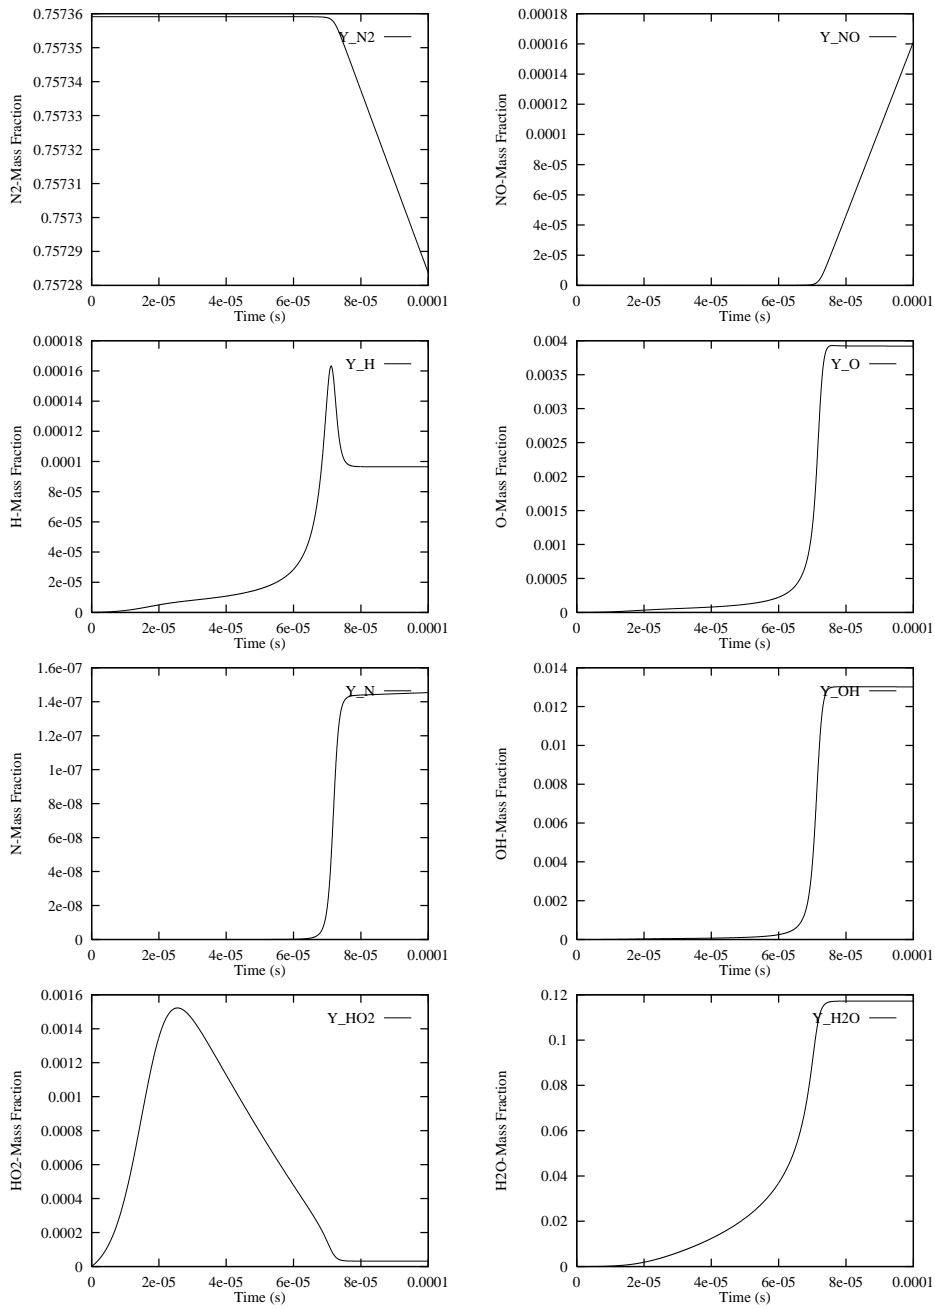 0.75736
0.757735
0.75734
0.75733
0.75732
0.75731
0.7573
0.75729
0.75728
0
2e-05
4e-05
6e-05
8e-05
0.0001
N2-Mass Fraction
Time (s)
Y_N2
0.00018
0.00016
0.00014
0.00012
0.0001
8e-05
6e-05
4e-05
2e-05
0
0
2e-05
4e-05
6e-05
8e-05
0.0001
NO-Mass Fraction
Time (s)
Y_NO
0.00018
0.00016
0.00014
0.00012
0.0001
8e-05
6e-05
4e-05
2e-05
0
0
2e-05
4e-05
6e-05
8e-05
0.0001
H-Mass Fraction
Time (s)
Y_H
0.004
0.0035
0.003
0.0025
0.002
0.0015
0.001
0.0005
0
0
2e-05
4e-05
6e-05
8e-05
0.0001
O-Mass Fraction
Time (s)
Y_O
1.6e-07
1.4e-07
1.2e-07
1e-07
8e-08
6e-08
4e-08
2e-08
0
0
2e-05
4e-05
6e-05
8e-05
0.0001
N-Mass Fraction
Time (s)
Y_N
0.014
0.012
0.01
0.008
0.006
0.004
0.002
0
0
2e-05
4e-05
6e-05
8e-05
0.0001
OH-Mass Fraction
Time (s)
Y_OH
0.0016
0.0014
0.0012
0.001
0.0008
0.0006
0.0004
0.0002
0
0
2e-05
4e-05
6e-05
8e-05
0.0001
HO2-Mass Fraction
Time (s)
Y_HO2
0.12
0.1
0.08
0.06
0.04
0.02
0
0
2e-05
4e-05
6e-05
8e-05
0.0001
H2O-Mass Fraction
Time (s)
Y_H2O